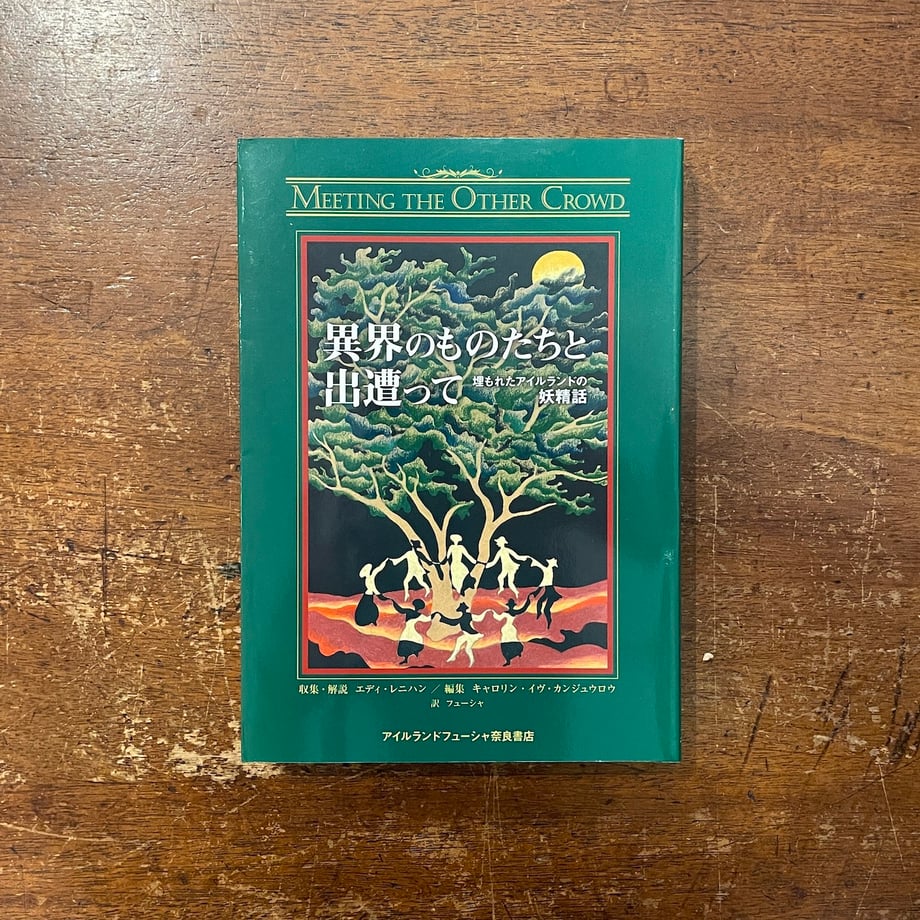 MEETING THE OTHER CROWD
異界のものたちと
出遭って
埋もれたアイルランドの
妖精話
収集・解説 エディ・レニハン／編集 キャロリン・イヴ・カンジュウロウ
訳 フューシャ
アイルランドフューシャ奈良書店